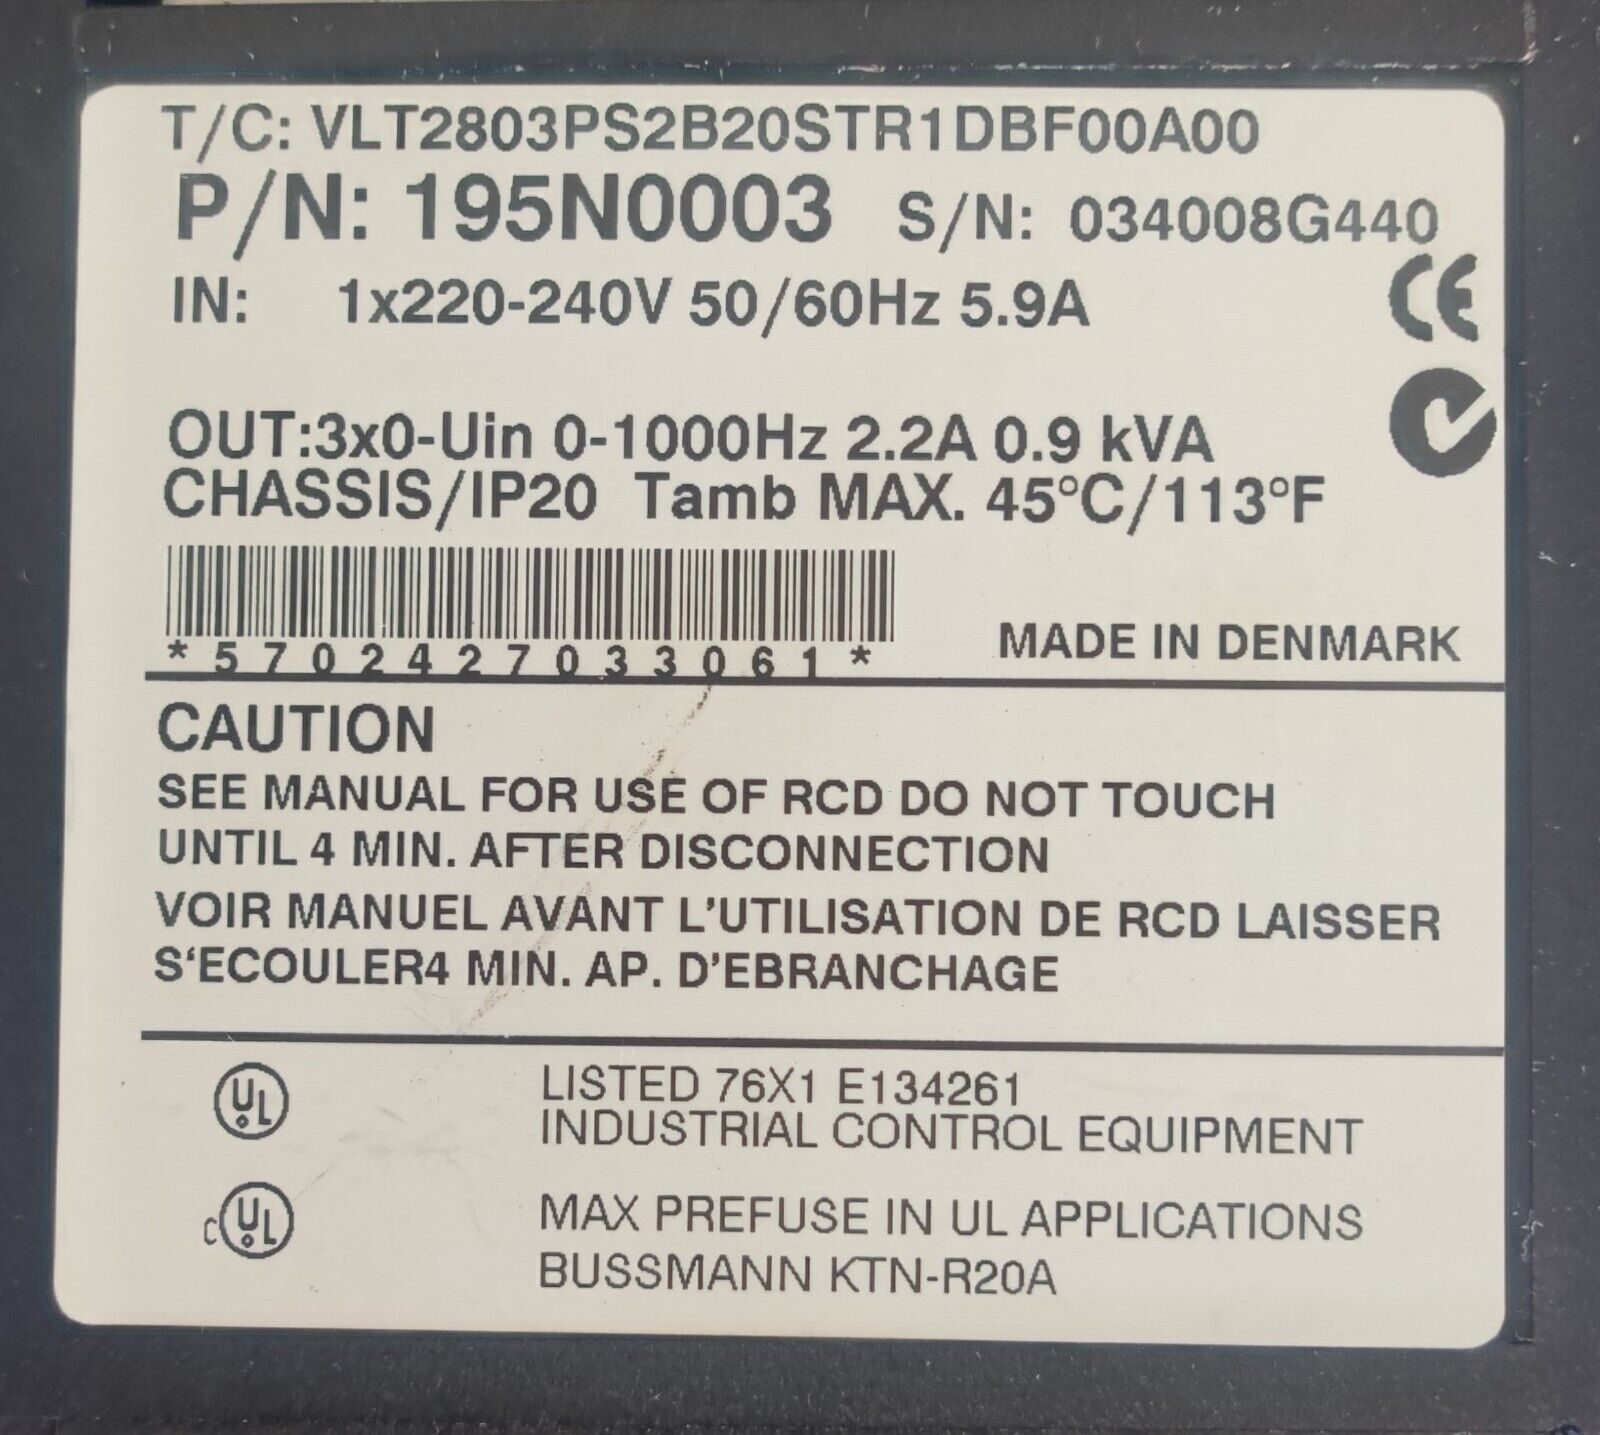 T/C: VLT2803PS2B20STR1DBF00A00
P/N: 195N0003 S/N: 034008G440
IN: 1x220-240V 50/60Hz 5.9A
CE
OUT:3x0-Uin 0-1000Hz 2.2A 0.9 kVA
CHASSIS/IP20 Tamb MAX. 45°C/113°F
*5702427033061*
MADE IN DENMARK
CAUTION
SEE MANUAL FOR USE OF RCD DO NOT TOUCH
UNTIL 4 MIN. AFTER DISCONNECTION
VOIR MANUEL AVANT L'UTILISATION DE RCD LAISSER
S'ECOULER4 MIN. AP. D'EBRANCHAGE
UL
LISTED 76X1 E134261
INDUSTRIAL CONTROL EQUIPMENT
c UL
MAX PREFUSE IN UL APPLICATIONS
BUSSMANN KTN-R20A